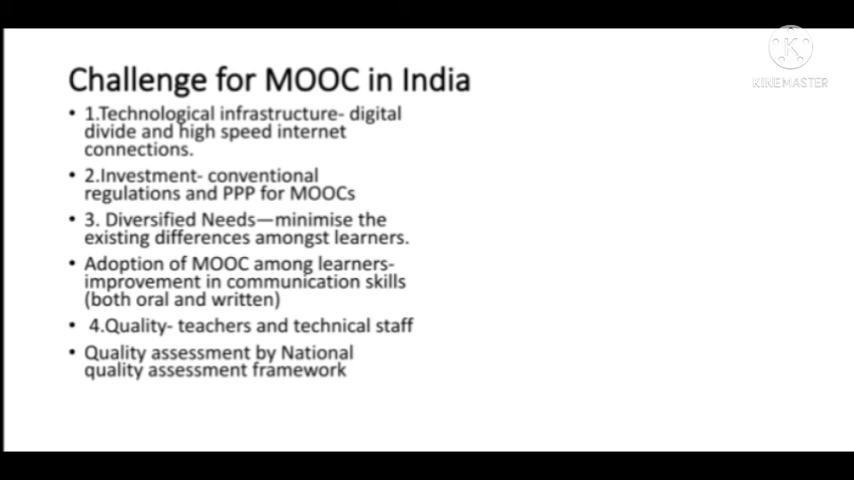 KINEMASTER
Challenge for MOOC in India
• 1.Technological infrastructure- digital
divide and high speed internet
connections.
• 2.Investment- conventional
regulations and PPP for MOOCs
• 3. Diversified Needs—minimise the
existing differences amongst learners.
• Adoption of MOOC among learners-
improvement in communication skills
(both oral and written)
• 4.Quality- teachers and technical staff
• Quality assessment by National
quality assessment framework